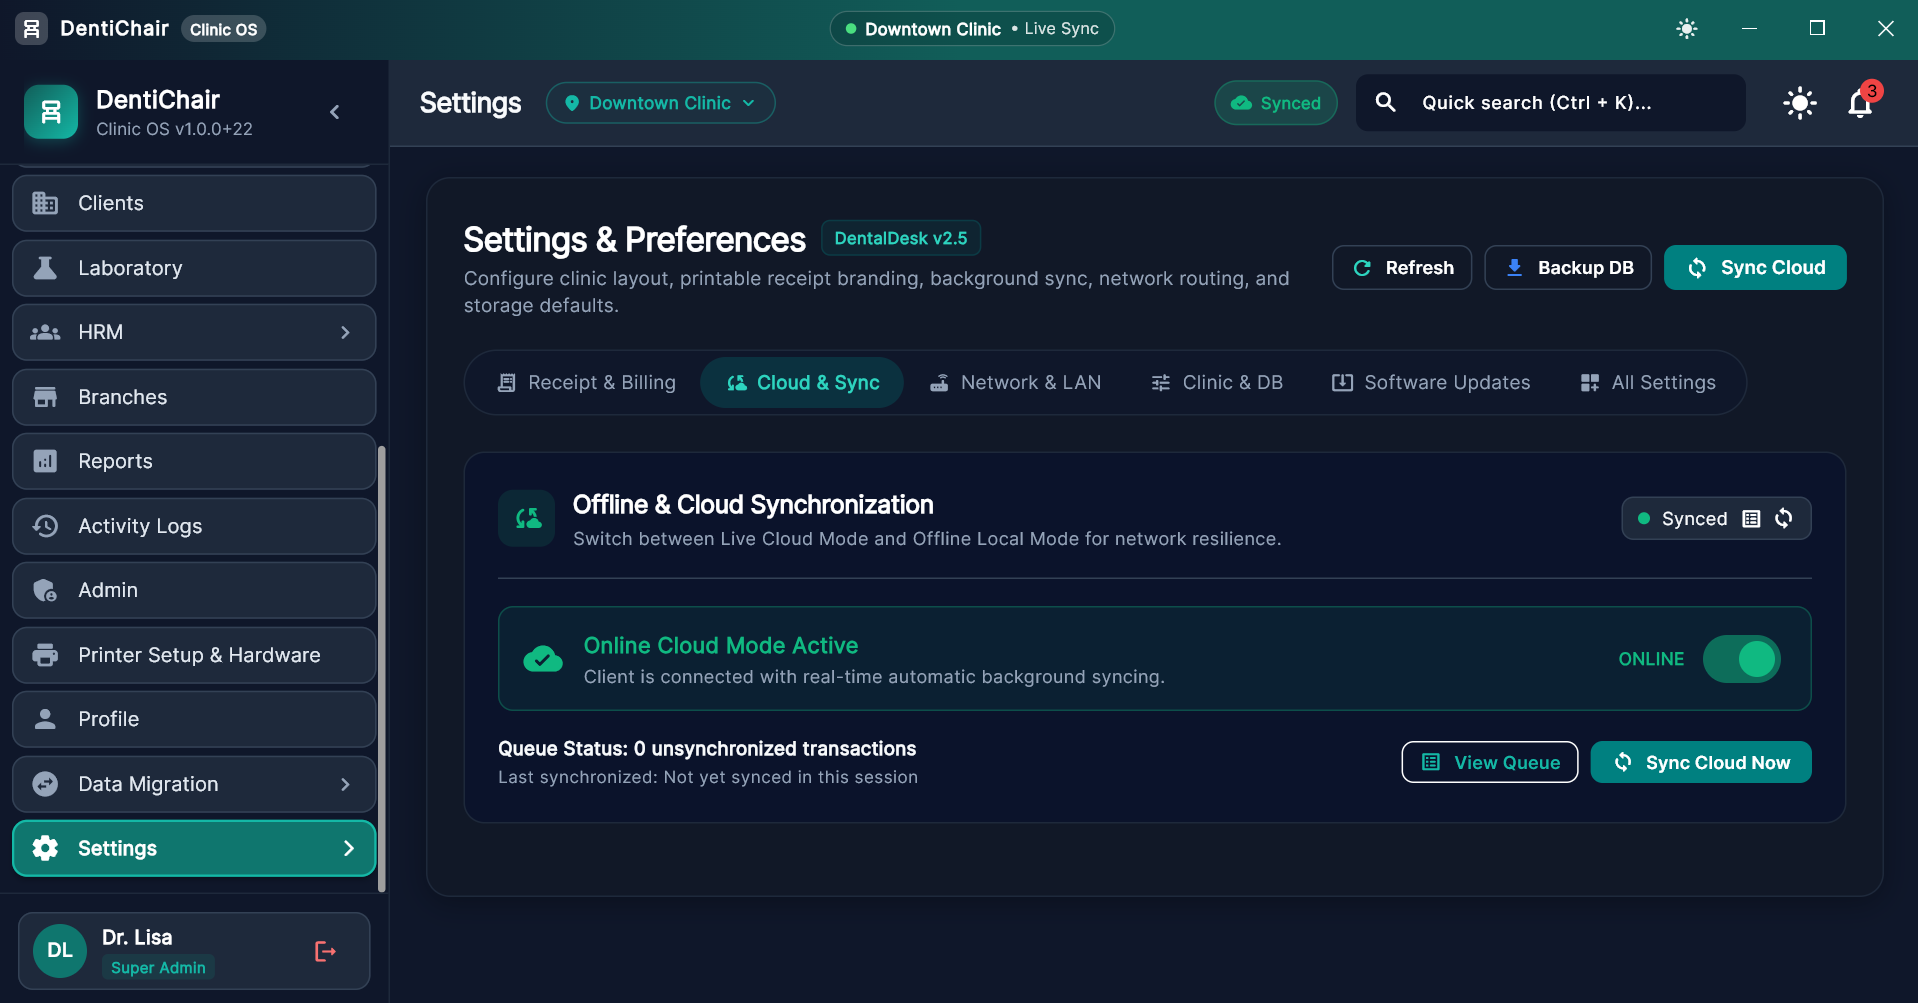 DentiChair Clinic OS
Downtown Clinic • Live Sync
DentiChair
Clinic OS v1.0.0+22
Clients
Laboratory
HRM
Branches
Reports
Activity Logs
Admin
Printer Setup & Hardware
Profile
Data Migration
Settings
DL
Dr. Lisa
Super Admin
Settings
Downtown Clinic
Synced
Quick search (Ctrl + K)...
3
Settings & Preferences
DentalDesk v2.5
Configure clinic layout, printable receipt branding, background sync, network routing, and
storage defaults.
Refresh
Backup DB
Sync Cloud
Receipt & Billing
Cloud & Sync
Network & LAN
Clinic & DB
Software Updates
All Settings
Offline & Cloud Synchronization
Switch between Live Cloud Mode and Offline Local Mode for network resilience.
Synced
Online Cloud Mode Active
Client is connected with real-time automatic background syncing.
ONLINE
Queue Status: 0 unsynchronized transactions
Last synchronized: Not yet synced in this session
View Queue
Sync Cloud Now